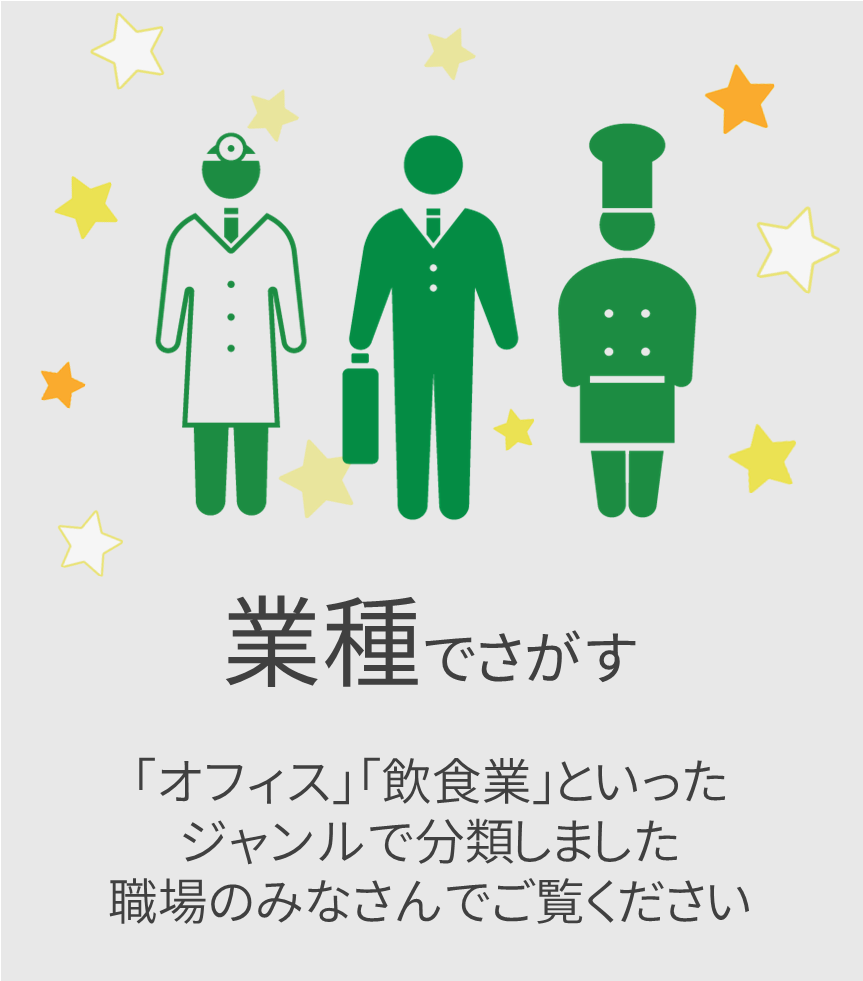 業種でさがす
「オフィス」「飲食業」といった
ジャンルで分類しました
職場のみなさんでご覧ください